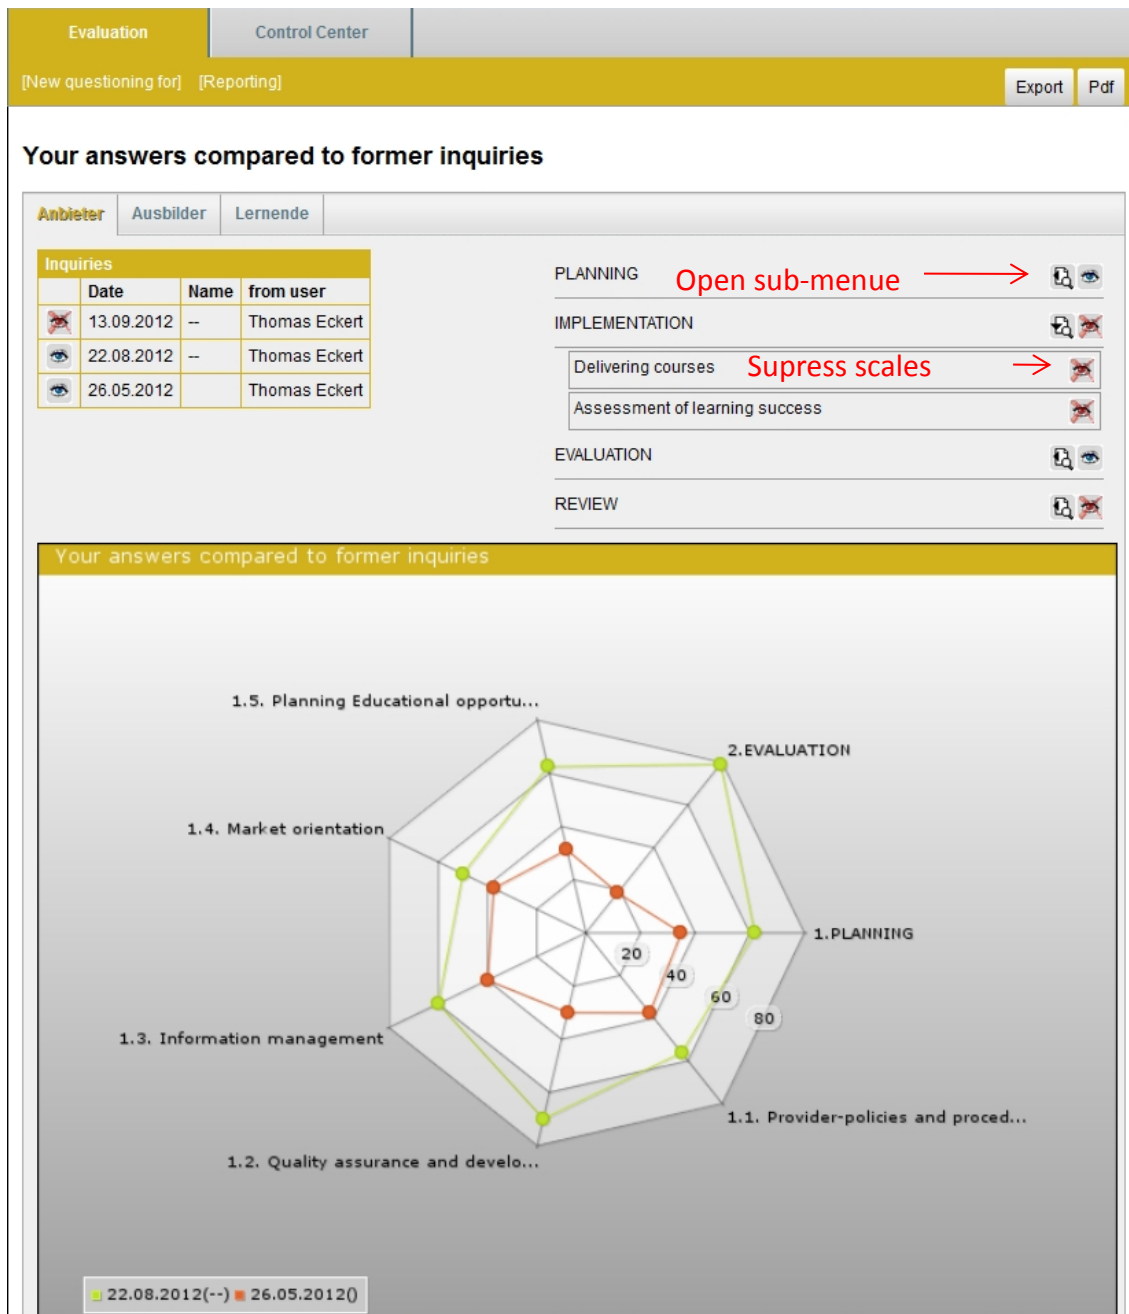 Evaluation Control Center
[New questioning for] [Reporting] Export Pdf
Your answers compared to former inquiries
Anbieter Ausbilder Lernende
Inquiries
Date Name from user
13.09.2012 -- Thomas Eckert
22.08.2012 -- Thomas Eckert
26.05.2012 Thomas Eckert
PLANNING Open sub-menue
IMPLEMENTATION
Delivering courses Supress scales
Assessment of learning success
EVALUATION
REVIEW
Your answers compared to former inquiries
1.5. Planning Educational opportu...
2.EVALUATION
1.4. Market orientation
1.PLANNING
20
40
60
80
1.3. Information management
1.1. Provider-policies and proced...
1.2. Quality assurance and develo...
22.08.2012(--) 26.05.2012()